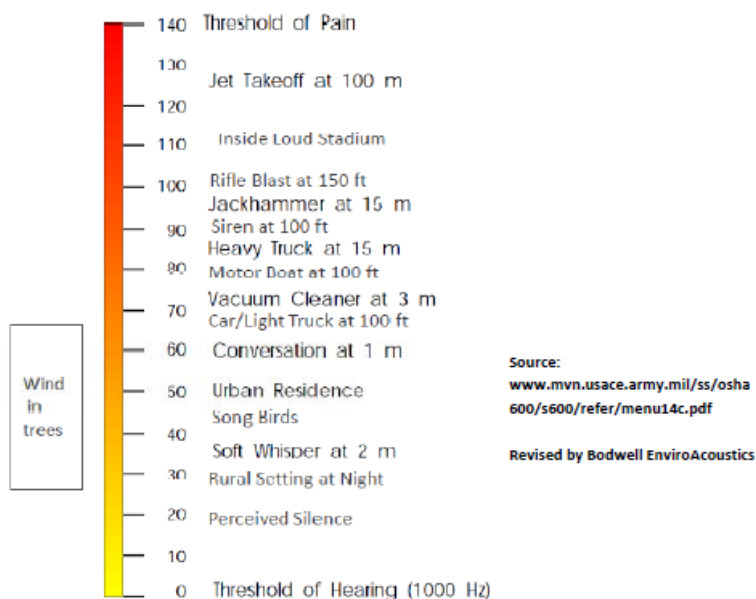 140 Threshold of Pain
130
Jet Takeoff at 100 m
120
110 Inside Loud Stadium
Rifle Blast at 150 ft
100
Jackhammer at 15 m
Siren at 100 ft
90
Heavy Truck at 15 m
80 Motor Boat at 100 ft
Vacuum Cleaner at 3 m
70
Car/Light Truck at 100 ft
60 Conversation at 1 m
50 Urban Residence
Song Birds
40
Soft Whisper at 2 m
30 Rural Setting at Night
20 Perceived Silence
10
0 Threshold of Hearing (1000 Hz)
Wind
in
trees
Source:
www.mvn.usace.army.mil/ss/osha
600/s600/refer/menu14c.pdf
Revised by Bodwell EnviroAcoustics